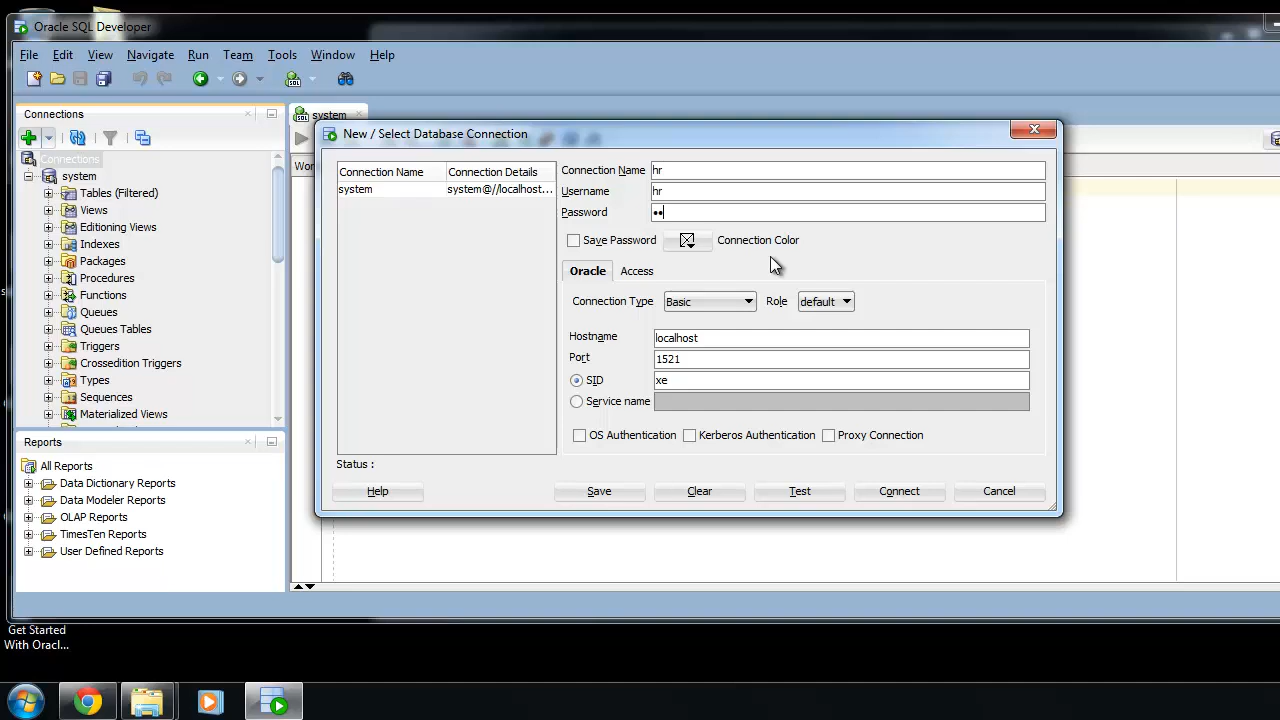 Oracle SQL Developer
File Edit View Navigate Run Team Tools Window Help
Connections
system
Connections
system
Tables (Filtered)
Views
Editioning Views
Indexes
Packages
Procedures
Functions
Queues
Queues Tables
Triggers
Crossedition Triggers
Types
Sequences
Materialized Views
Reports
All Reports
Data Dictionary Reports
Data Modeler Reports
OLAP Reports
TimesTen Reports
User Defined Reports
Wor
New / Select Database Connection
Connection Name Connection Details
system system@//localhost...
Connection Name hr
Username hr
Password ••
Save Password Connection Color
Oracle Access
Connection Type Basic Role default
Hostname localhost
Port 1521
SID xe
Service name
OS Authentication Kerberos Authentication Proxy Connection
Status :
Help Save Clear Test Connect Cancel
Get Started
With Oracl...